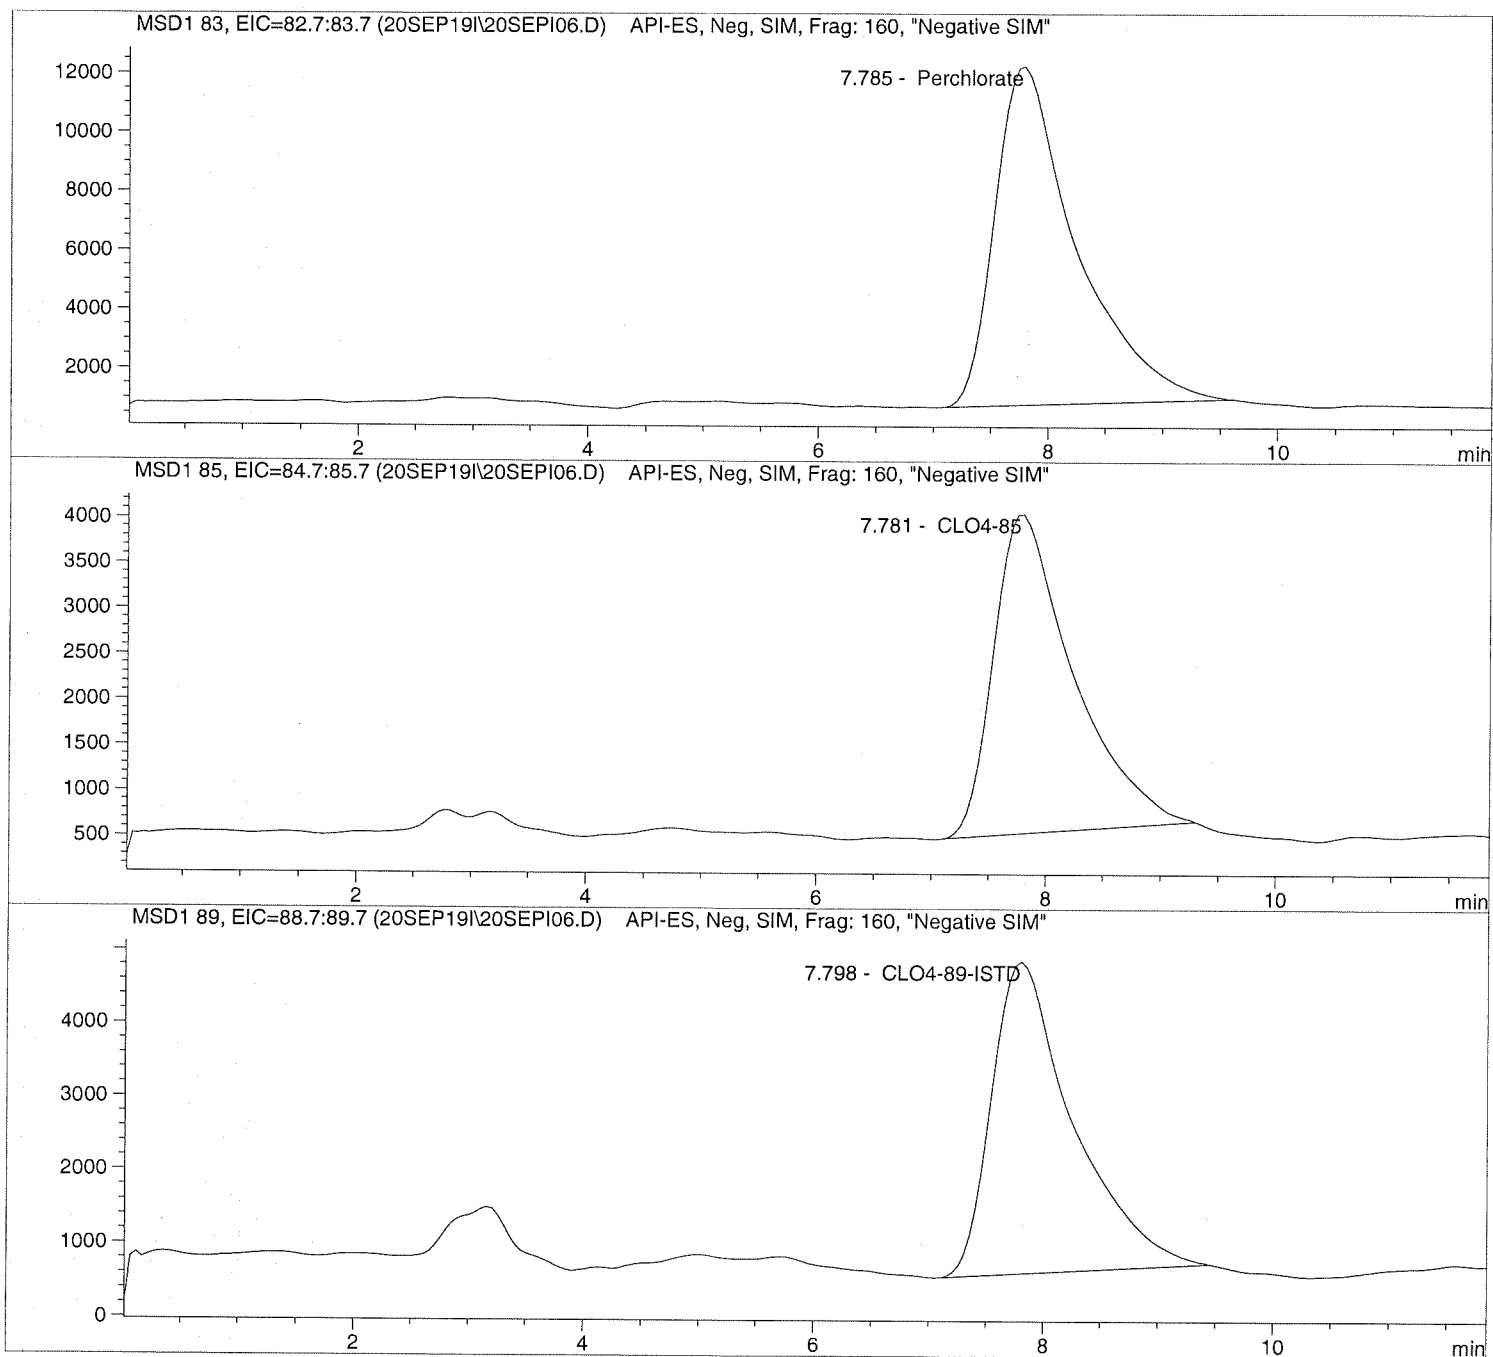 MSD1 83, EIC=82.7:83.7 (20SEP19I\20SEPI06.D) API-ES, Neg, SIM, Frag: 160, "Negative SIM"
7.785 - Perchlorate
12000
10000
8000
6000
4000
2000
2 4 6 8 10 min
MSD1 85, EIC=84.7:85.7 (20SEP19I\20SEPI06.D) API-ES, Neg, SIM, Frag: 160, "Negative SIM"
7.781 - CLO4-85
4000
3500
3000
2500
2000
1500
1000
500
2 4 6 8 10 min
MSD1 89, EIC=88.7:89.7 (20SEP19I\20SEPI06.D) API-ES, Neg, SIM, Frag: 160, "Negative SIM"
7.798 - CLO4-89-ISTD
4000
3000
2000
1000
0
2 4 6 8 10 min